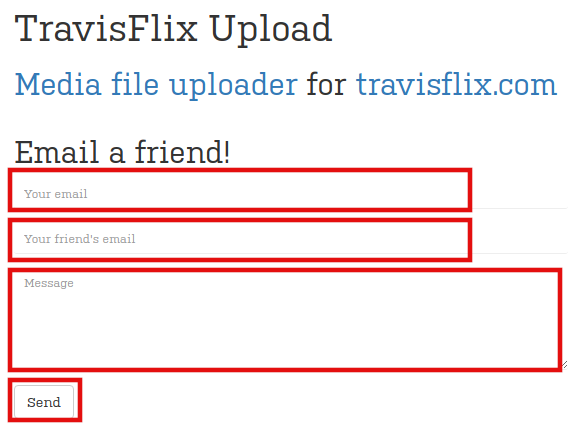 TravisFlix Upload
Media file uploader for travisflix.com
Email a friend!
Your email
Your friend's email
Message
Send